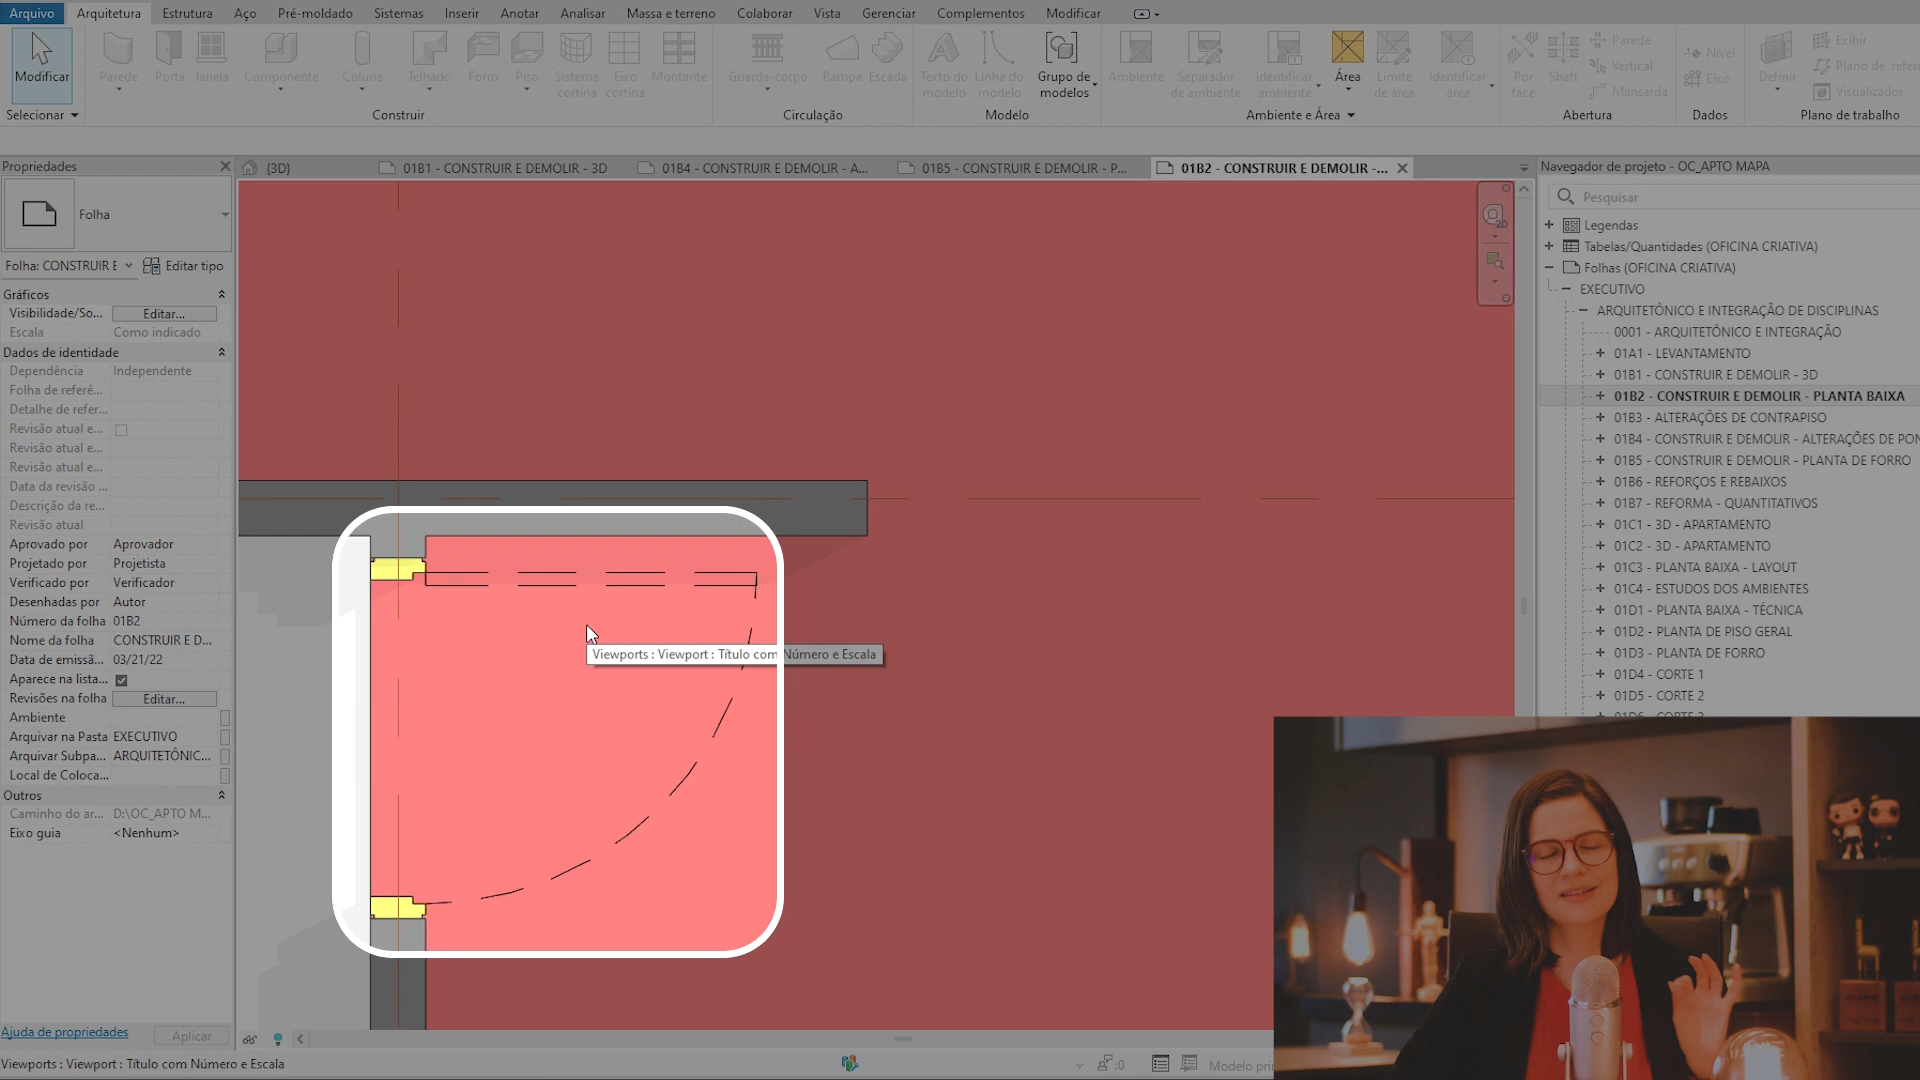 Arquivo Arquitetura Estrutura Aço Pré-moldado Sistemas Inserir Anotar Analisar Massa e terreno Colaborar Vista Gerenciar Complementos Modificar
Modificar Parede Porta Janela Componente Coluna Telhado Forro Piso Sistema cortina Eixo cortina Montante Guarda-corpo Rampa Escada Texto do modelo Linha do modelo Grupo de modelos Ambiente Separador de ambiente Identificar ambiente Área Limite de área Identificar área Por face Shaft Parede Vertical Mansarda Nível Eixo Definir Exibir Plano de Visualizador
Selecionar Construir Circulação Modelo Ambiente e Área Abertura Dados Plano de trabalho
Propriedades
{3D} 01B1 - CONSTRUIR E DEMOLIR - 3D 01B4 - CONSTRUIR E DEMOLIR - A... 01B5 - CONSTRUIR E DEMOLIR - P... 01B2 - CONSTRUIR E DEMOLIR -...
Folha
Folha: CONSTRUIR E Editar tipo
Gráficos
Visibilidade/So... Editar...
Escala Como indicado
Dados de identidade
Dependência Independente
Folha de referê...
Detalhe de refer...
Revisão atual e...
Revisão atual e...
Revisão atual e...
Data da revisão ...
Descrição da re...
Revisão atual
Aprovado por Aprovador
Projetado por Projetista
Verificado por Verificador
Desenhadas por Autor
Número da folha 01B2
Nome da folha CONSTRUIR E D...
Data de emissã... 03/21/22
Aparece na lista...
Revisões na folha Editar...
Ambiente
Arquivar na Pasta EXECUTIVO
Arquivar Subpa... ARQUITETÔNIC...
Local de Coloca...
Outros
Caminho do ar... D:\OC_APTO M...
Eixo guia <Nenhum>
Ajuda de propriedades Aplicar
Viewports : Viewport : Título com Número e Escala
2D
Navegador de projeto - OC_APTO MAPA
Pesquisar
Legendas
Tabelas/Quantidades (OFICINA CRIATIVA)
Folhas (OFICINA CRIATIVA)
EXECUTIVO
ARQUITETÔNICO E INTEGRAÇÃO DE DISCIPLINAS
0001 - ARQUITETÔNICO E INTEGRAÇÃO
01A1 - LEVANTAMENTO
01B1 - CONSTRUIR E DEMOLIR - 3D
01B2 - CONSTRUIR E DEMOLIR - PLANTA BAIXA
01B3 - ALTERAÇÕES DE CONTRAPISO
01B4 - CONSTRUIR E DEMOLIR - ALTERAÇÕES DE
01B5 - CONSTRUIR E DEMOLIR - PLANTA DE FORRO
01B6 - REFORÇOS E REBAIXOS
01B7 - REFORMA - QUANTITATIVOS
01C1 - 3D - APARTAMENTO
01C2 - 3D - APARTAMENTO
01C3 - PLANTA BAIXA - LAYOUT
01C4 - ESTUDOS DOS AMBIENTES
01D1 - PLANTA BAIXA - TÉCNICA
01D2 - PLANTA DE PISO GERAL
01D3 - PLANTA DE FORRO
01D4 - CORTE 1
01D5 - CORTE 2
Viewports : Viewport : Título com Número e Escala :0 Modelo